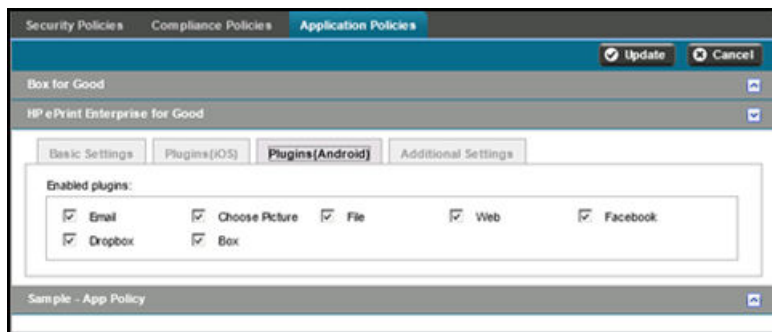 Security Policies Compliance Policies Application Policies
Update Cancel
Box for Good
HP ePrint Enterprise for Good
Basic Settings Plugins(iOS) Plugins(Android) Additional Settings
Enabled plugins:
Email Choose Picture File Web Facebook
Dropbox Box
Sample - App Policy